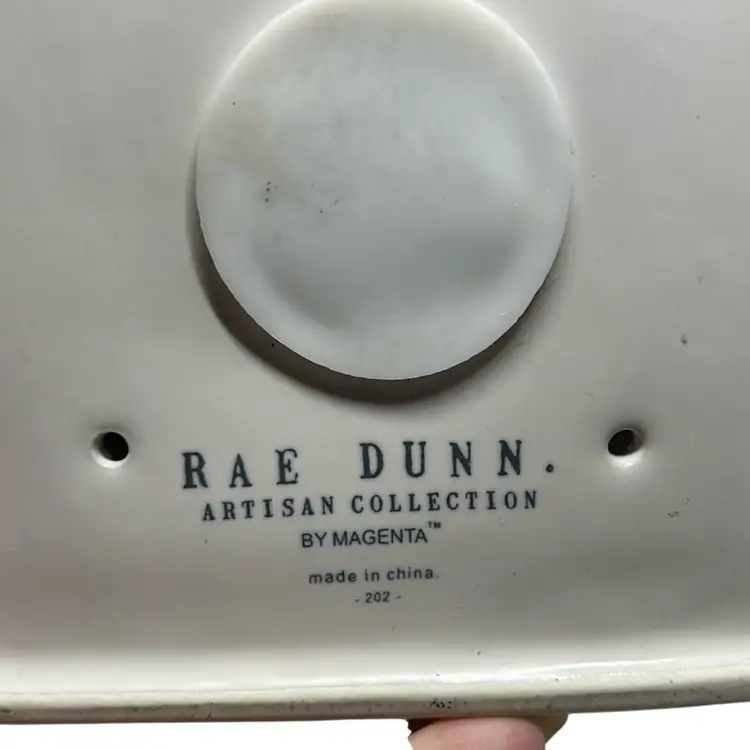 RAE DUNN.
ARTISAN COLLECTION
BY MAGENTA™
made in china.
- 202 -